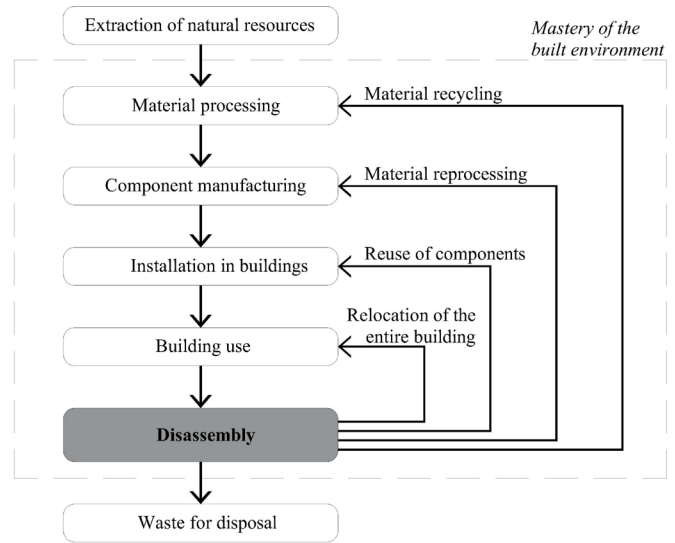 Extraction of natural resources
Mastery of the
built environment
Material processing
Material recycling
Component manufacturing
Material reprocessing
Installation in buildings
Reuse of components
Relocation of the
entire building
Building use
Disassembly
Waste for disposal